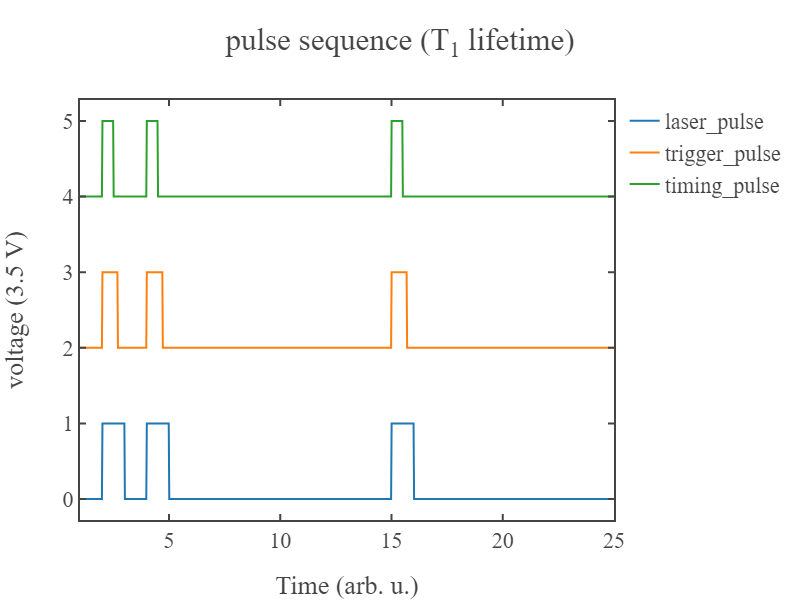 pulse sequence (T₁ lifetime)
laser_pulse
trigger_pulse
timing_pulse
voltage (3.5 V)
5
4
3
2
1
0
5
10
15
20
25
Time (arb. u.)